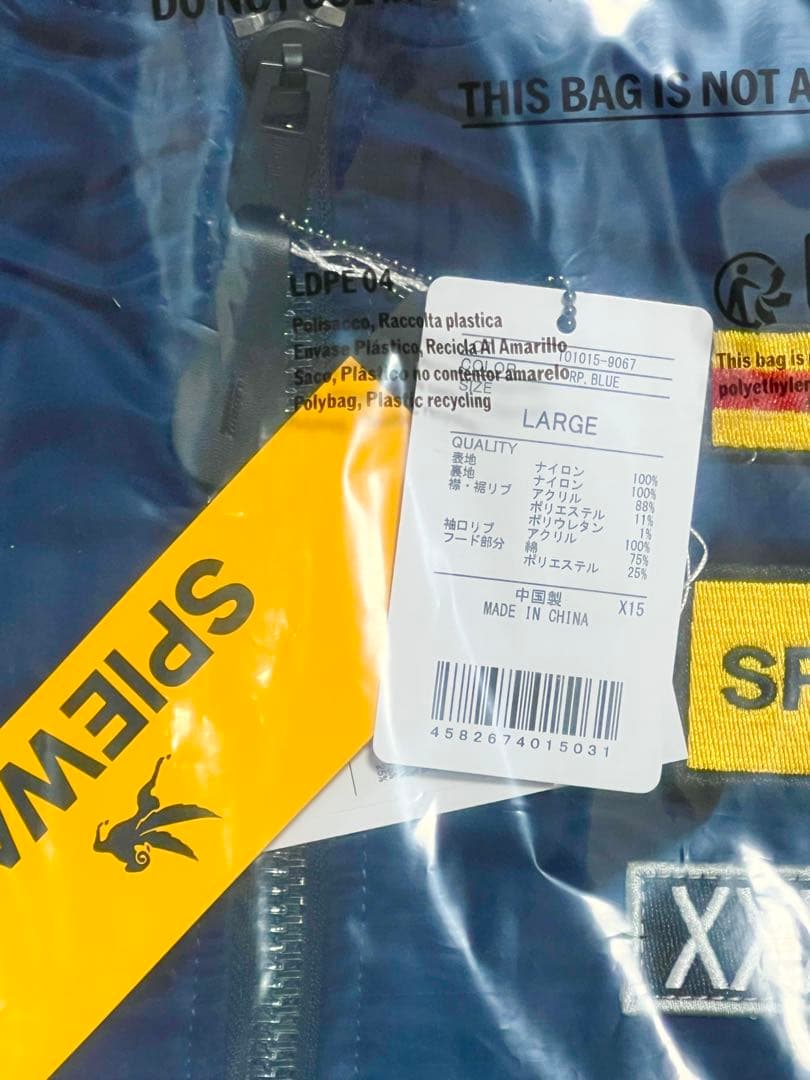 THIS BAG IS NOT A
LDPE 04
Polisacco, Raccolta plastica
Envase Plástico, Recicla Al Amarillo
Saco, Plástico no contentor amarelo
Polybag, Plastic recycling
This bag is
polyethylen
T01015-9067
COLOR RP.BLUE
SIZE
LARGE
QUALITY
表地 ナイロン 100%
裏地 ナイロン 100%
襟・裾リブ アクリル 88%
ポリエステル 11%
ポリウレタン 1%
袖口リブ アクリル 100%
フード部分 綿 75%
ポリエステル 25%
中国製 X15
MADE IN CHINA
4582674015031
SPIEWA
SP
XX